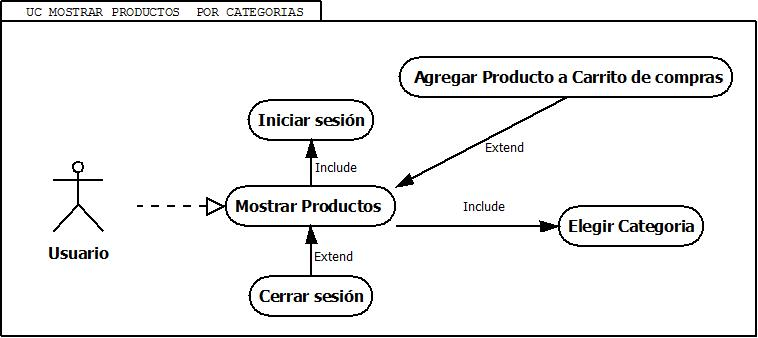 UC MOSTRAR PRODUCTOS POR CATEGORIAS
Agregar Producto a Carrito de compras
Iniciar sesión
Extend
Include
Mostrar Productos
Include
Elegir Categoria
Usuario
Extend
Cerrar sesión